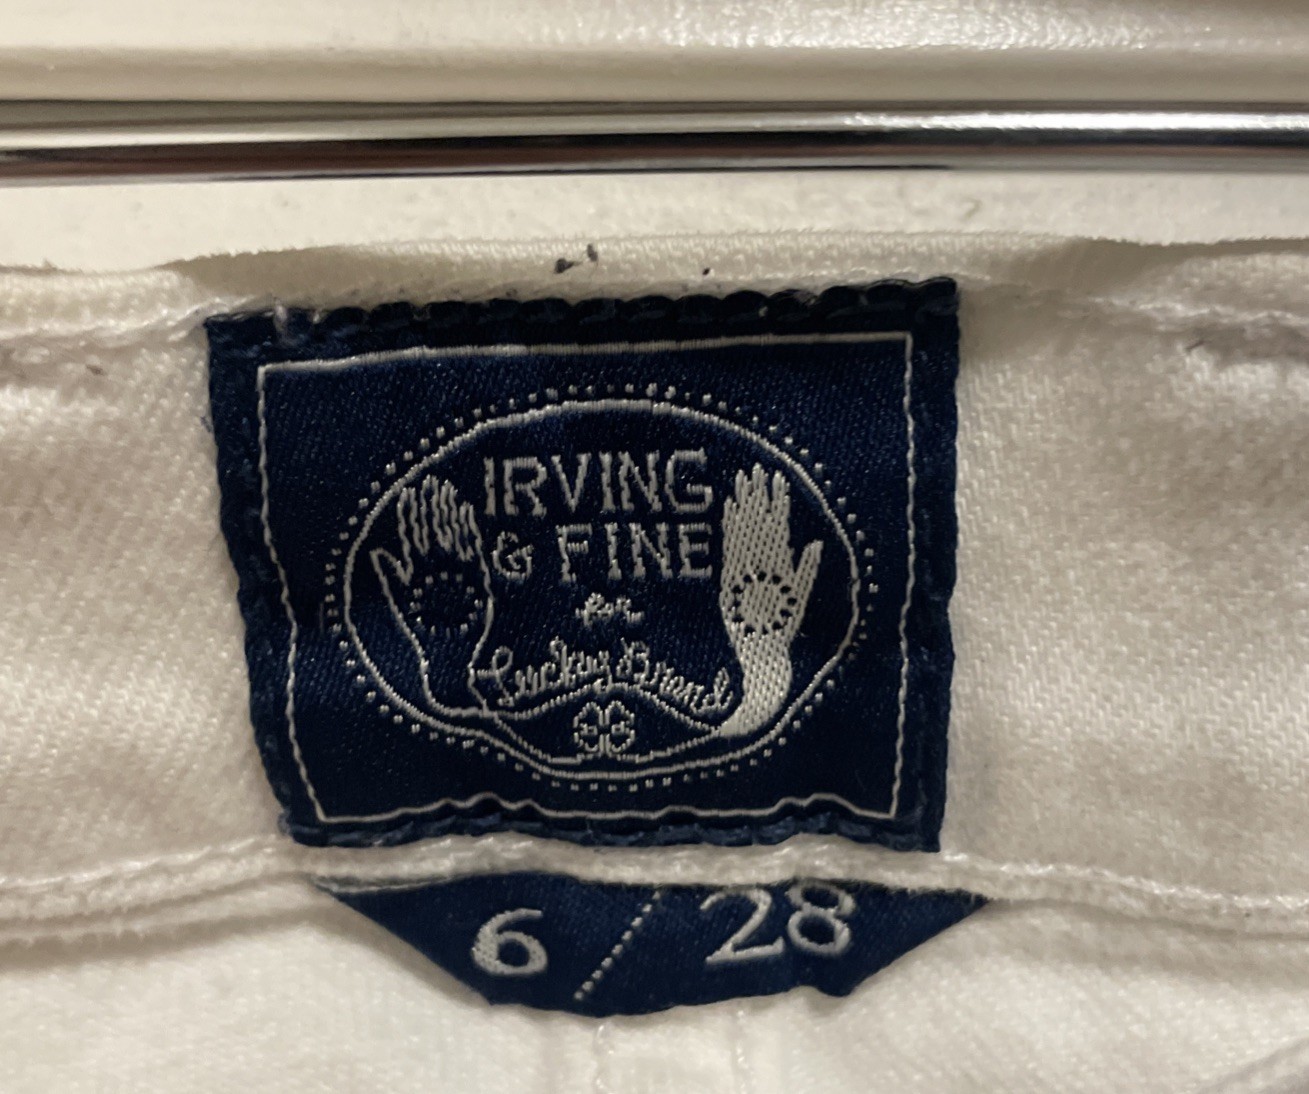 IRVING
& FINE
for
Lucky Brand
6 / 28